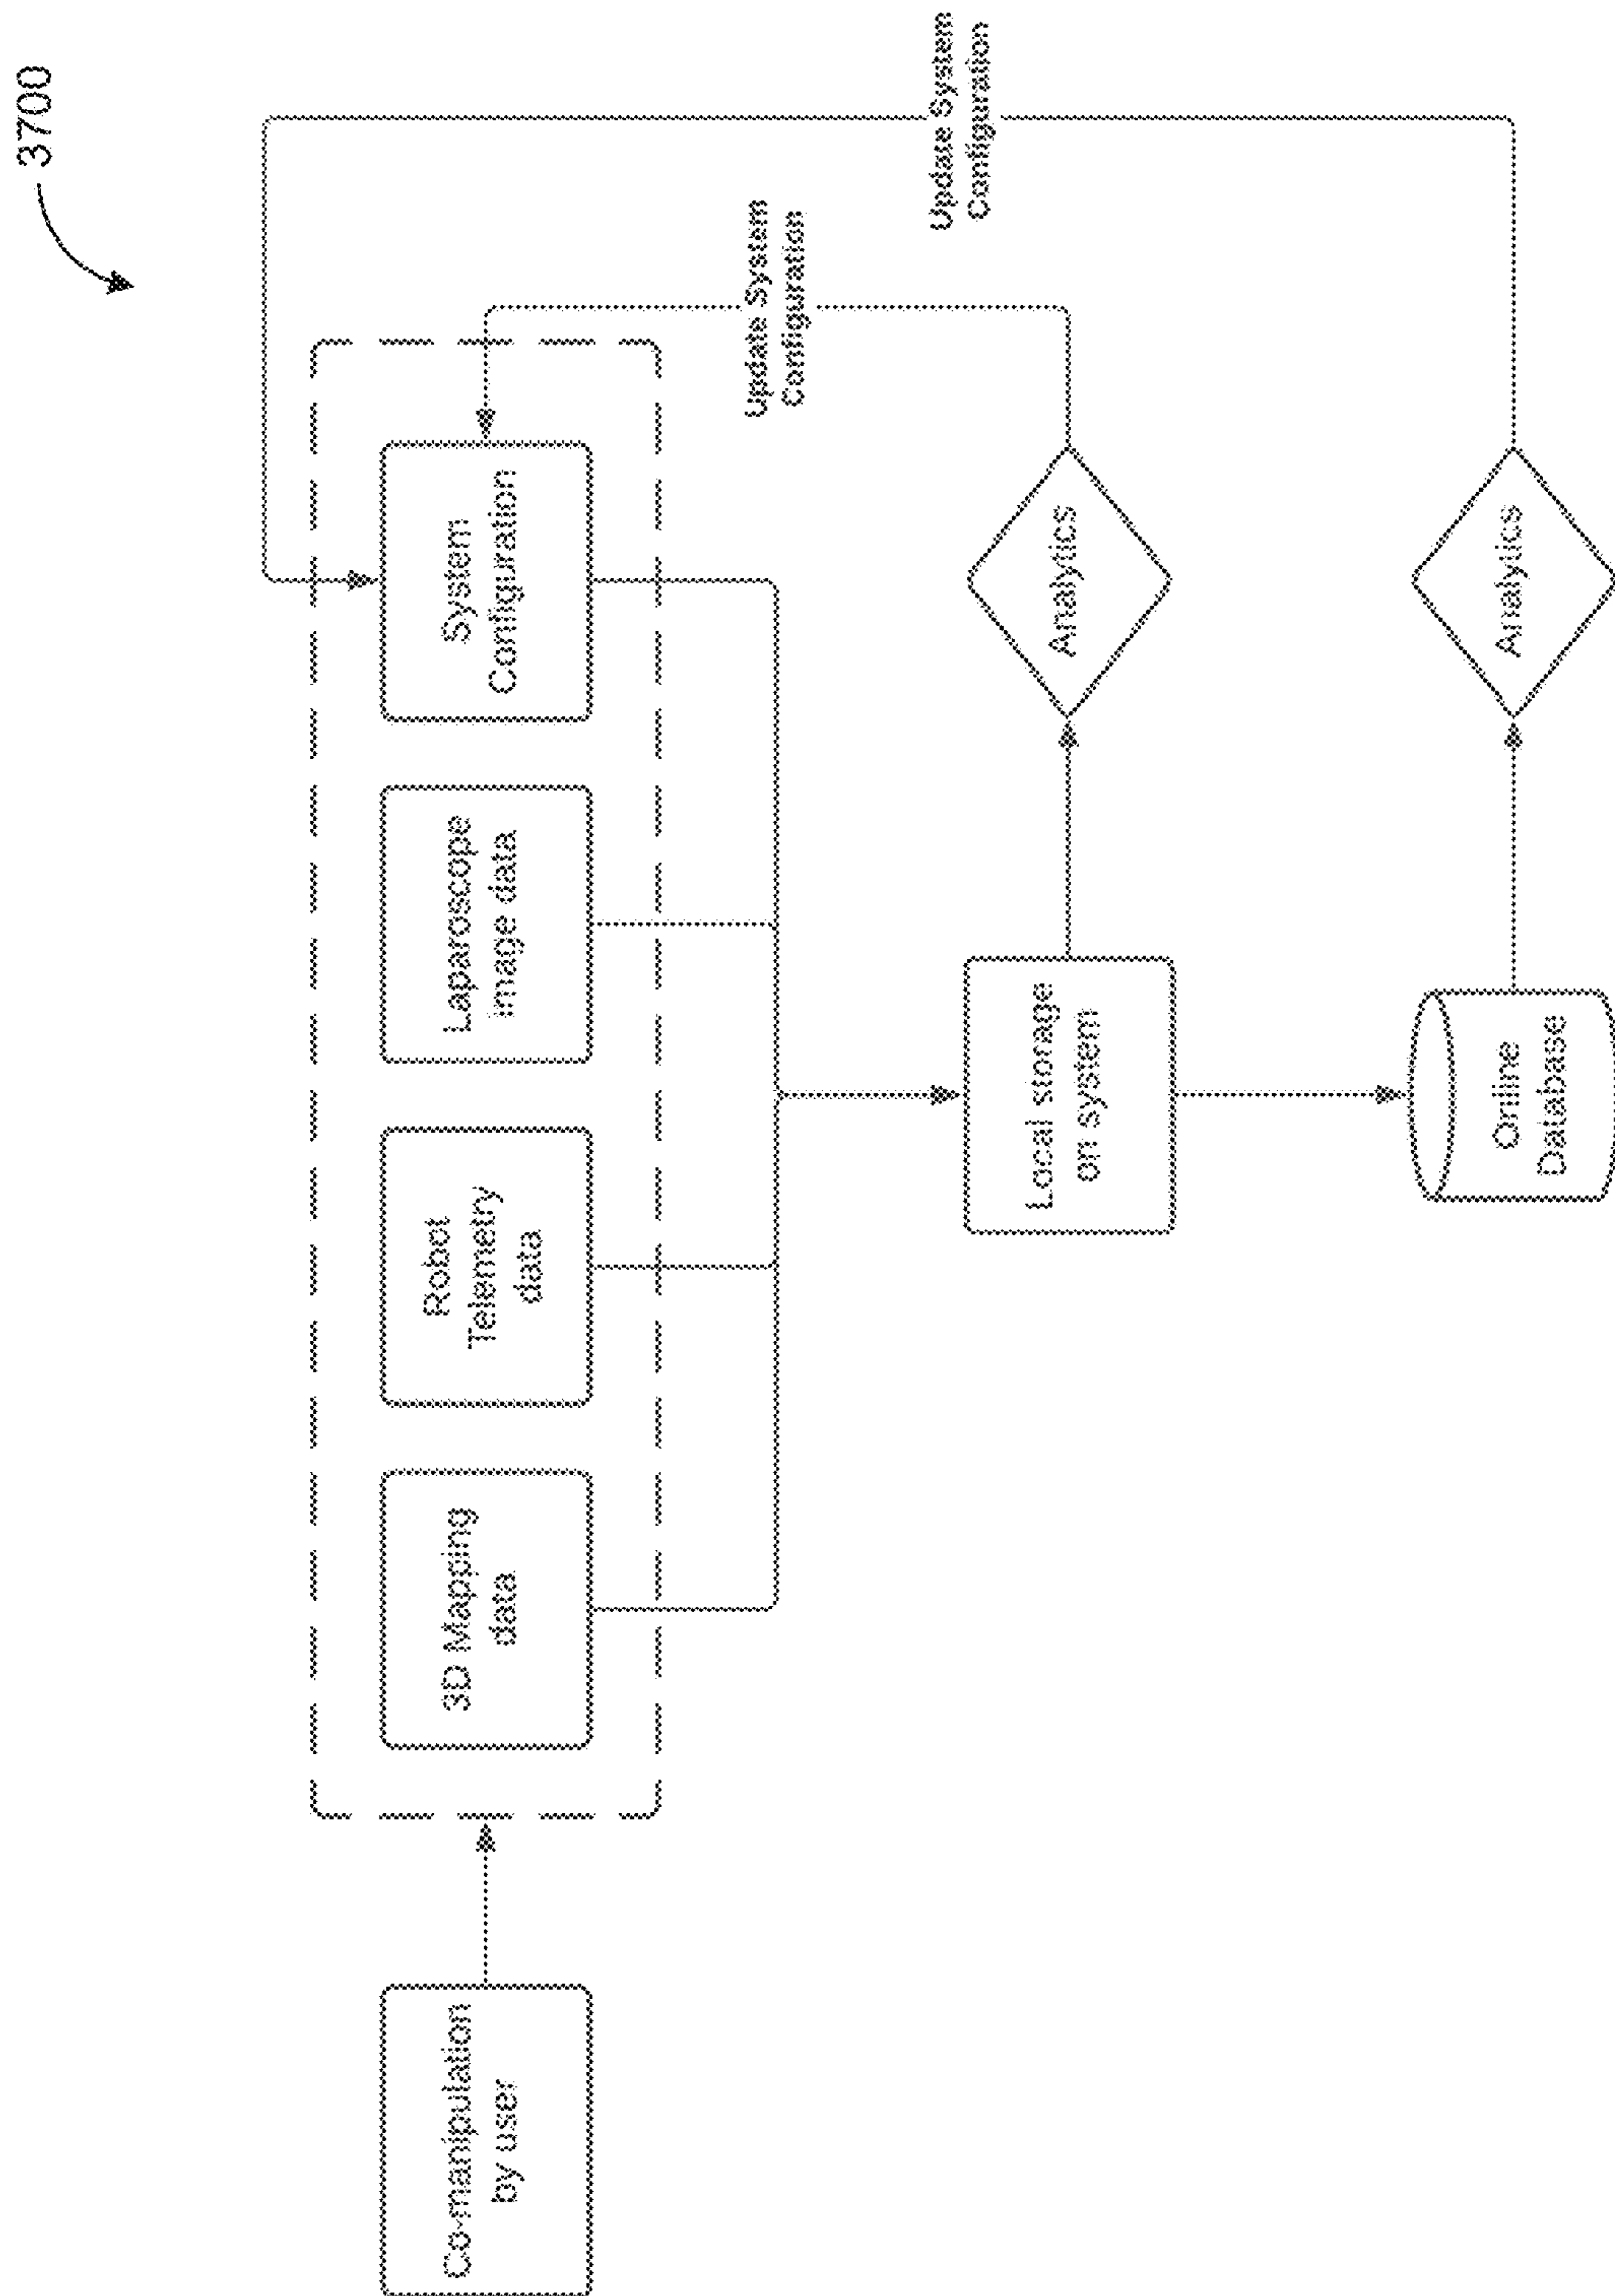 3700
Co-manipulation
by user
3D Mapping
data
Robot
Telemetry
data
Laparoscope
image data
System
Configuration
Update System
Configuration
Update System
Configuration
Local storage
on system
Analytics
Online
Database
Analytics